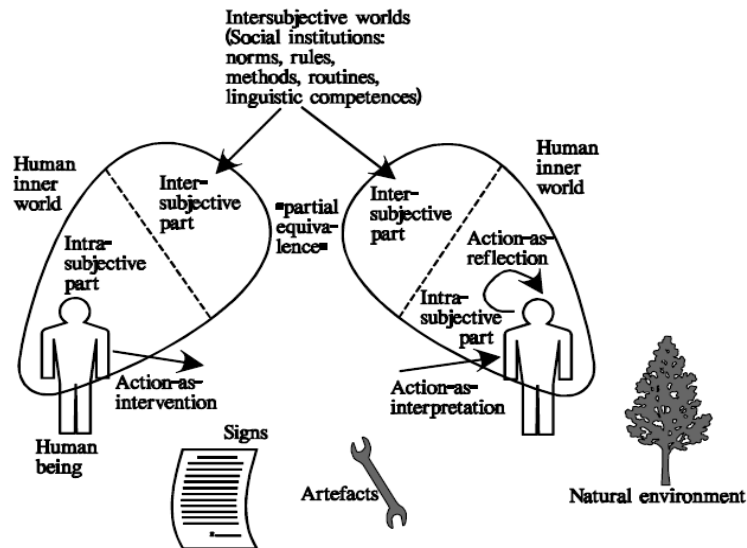 Intersubjective worlds
(Social institutions:
norms, rules,
methods, routines,
linguistic competences)
Human
inner
world
Inter-
subjective
part
"partial
equiva-
lence"
Inter-
subjective
part
Human
inner
world
Intra-
subjective
part
Action-as-
reflection
Intra-
subjective
part
Action-as-
intervention
Action-as-
interpretation
Human
being
Signs
Artefacts
Natural environment